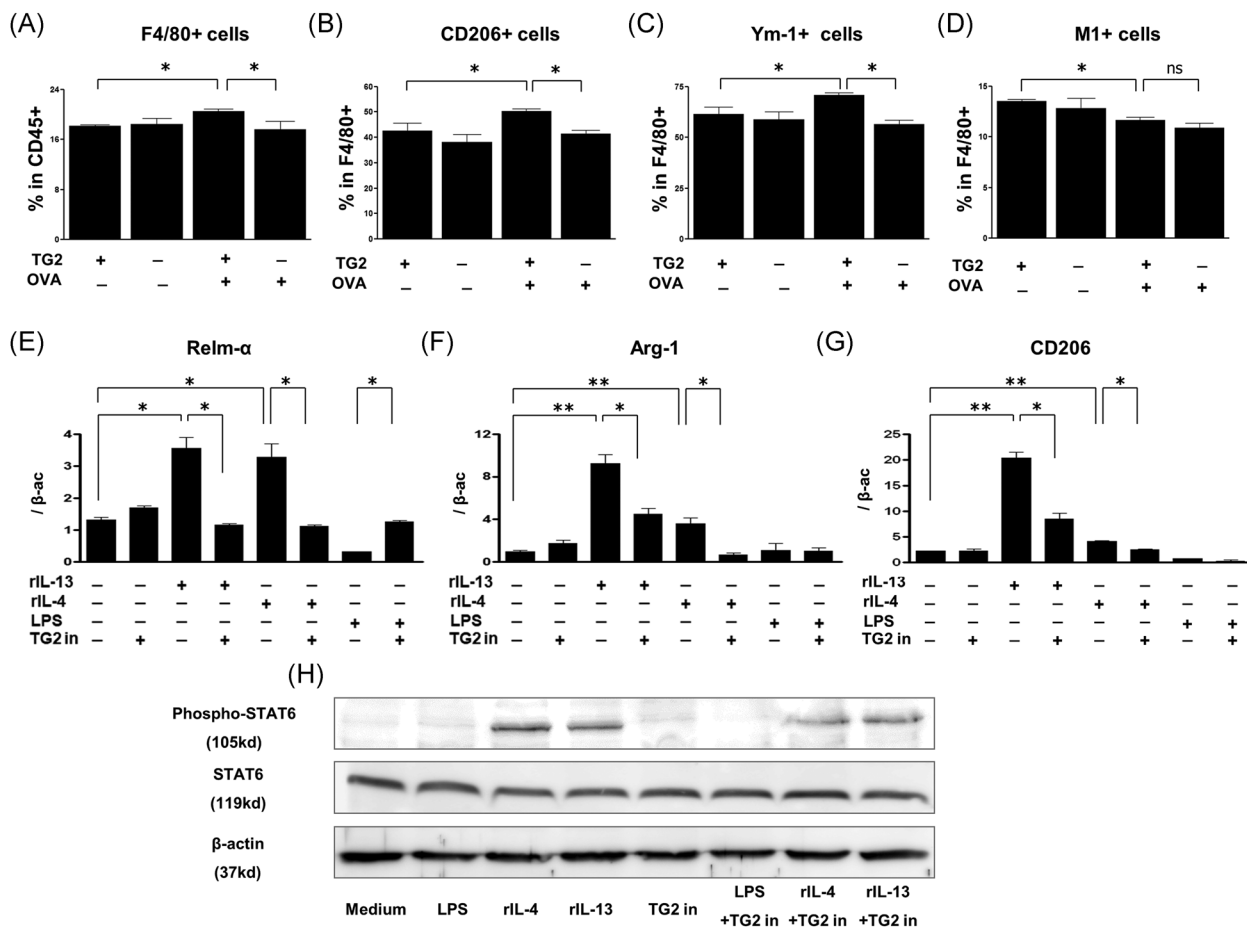 (A) F4/80+ cells
* *
% in CD45+
24
16
8
0
TG2 + – + –
OVA – – + +
(B) CD206+ cells
* *
% in F4/80+
60
50
40
30
20
10
0
TG2 + – + –
OVA – – + +
(C) Ym-1+ cells
* *
% in F4/80+
75
50
25
0
TG2 + – + –
OVA – – + +
(D) M1+ cells
* ns
% in F4/80+
15
10
5
0
TG2 + – + –
OVA – – + +
(E) Relm-α
* *
* *
*
/ β-ac
4
3
2
1
0
rIL-13 – – + + – – – –
rIL-4 – – – – + + – –
LPS – – – – – – + +
TG2 in – + – + – + – +
(F) Arg-1
** *
** *
/ β-ac
12
8
4
0
rIL-13 – – + + – – – –
rIL-4 – – – – + + – –
LPS – – – – – – + +
TG2 in – + – + – + – +
(G) CD206
** *
** *
/ β-ac
25
20
15
10
5
0
rIL-13 – – + + – – – –
rIL-4 – – – – + + – –
LPS – – – – – – + +
TG2 in – + – + – + – +
(H)
Phospho-STAT6
(105kd)
STAT6
(119kd)
β-actin
(37kd)
Medium LPS rIL-4 rIL-13 TG2 in LPS rIL-4 rIL-13
+TG2 in +TG2 in +TG2 in